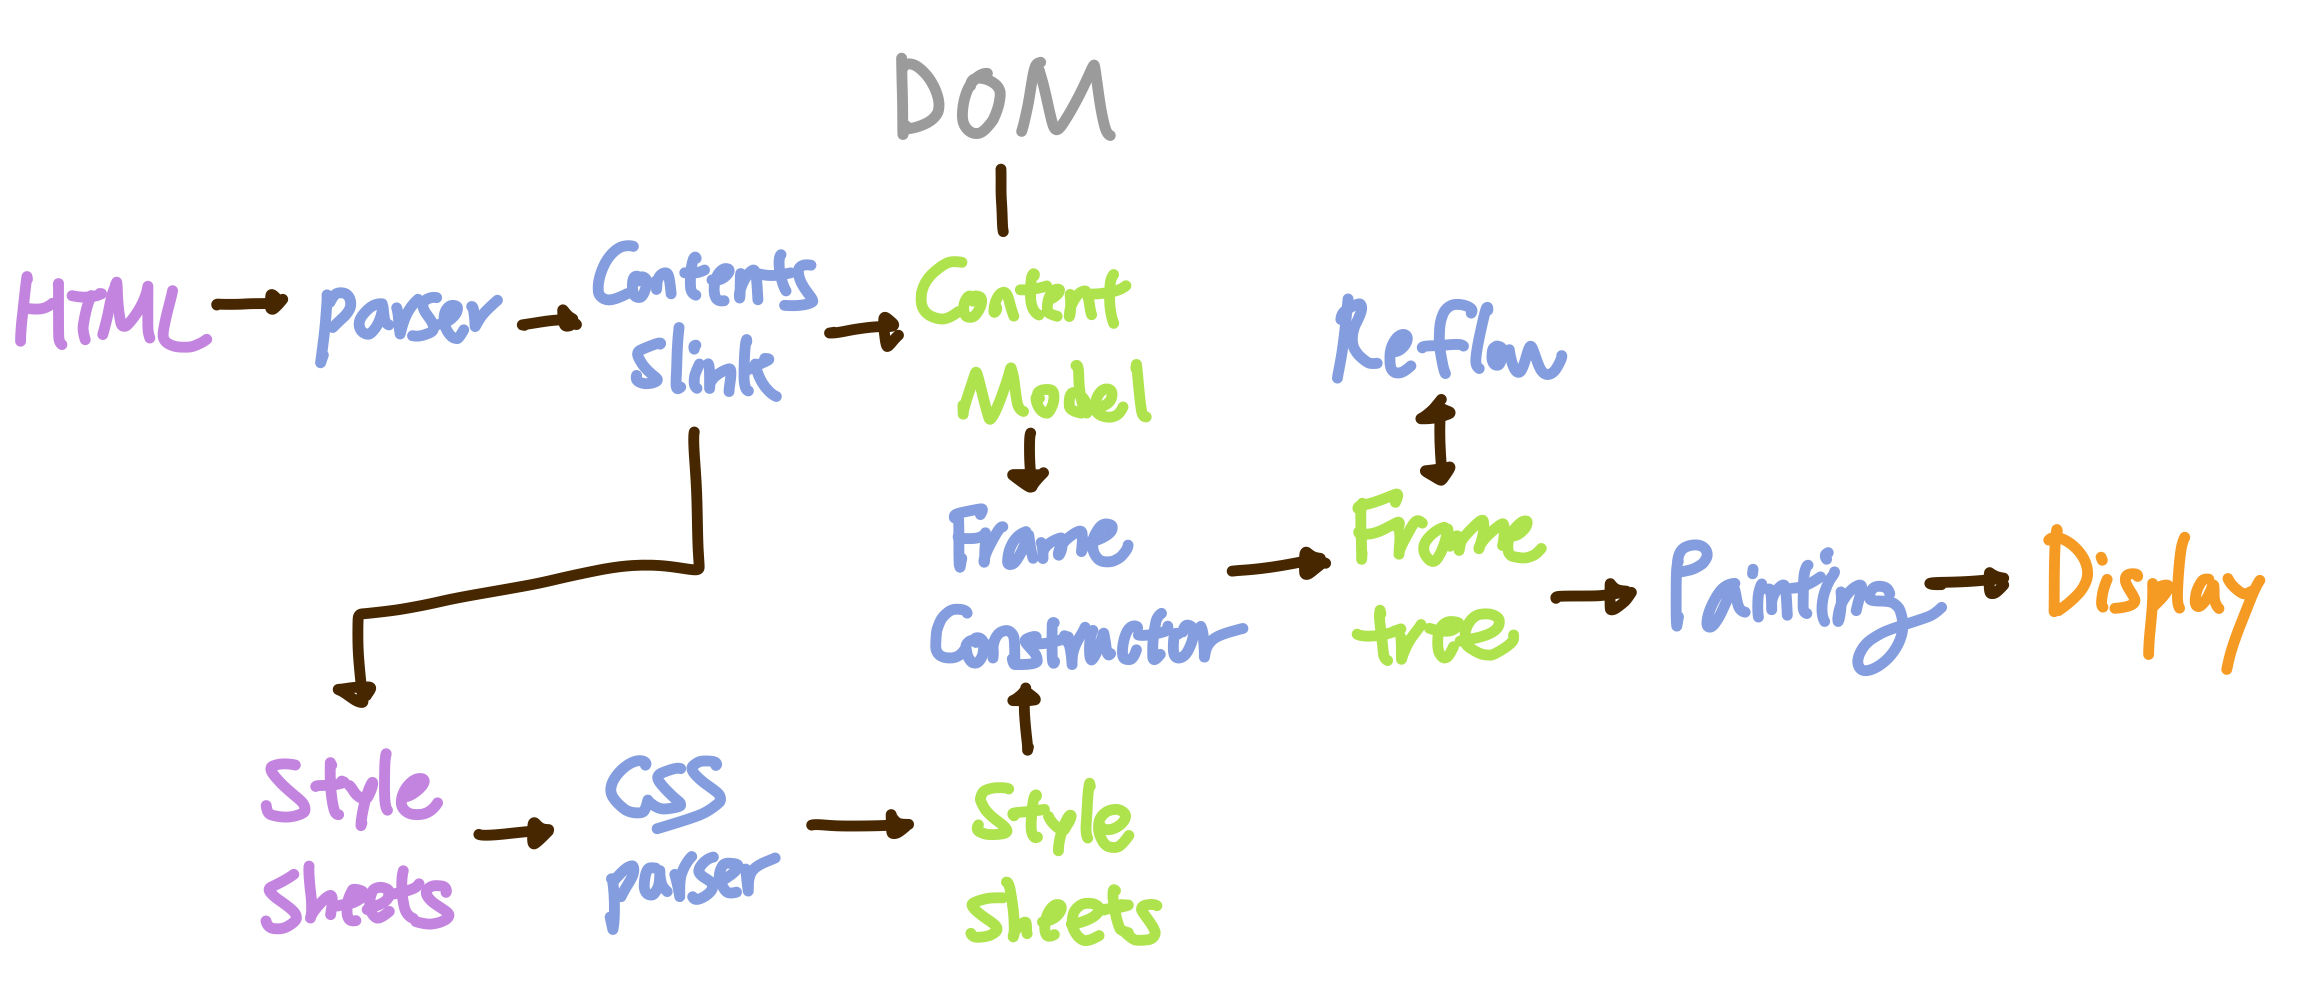 DOM
HTML
parser
Contents
slink
Content
Model
Reflow
Frame
Constructor
Frame
tree
Painting
Display
Style
Sheets
CSS
parser
Style
sheets